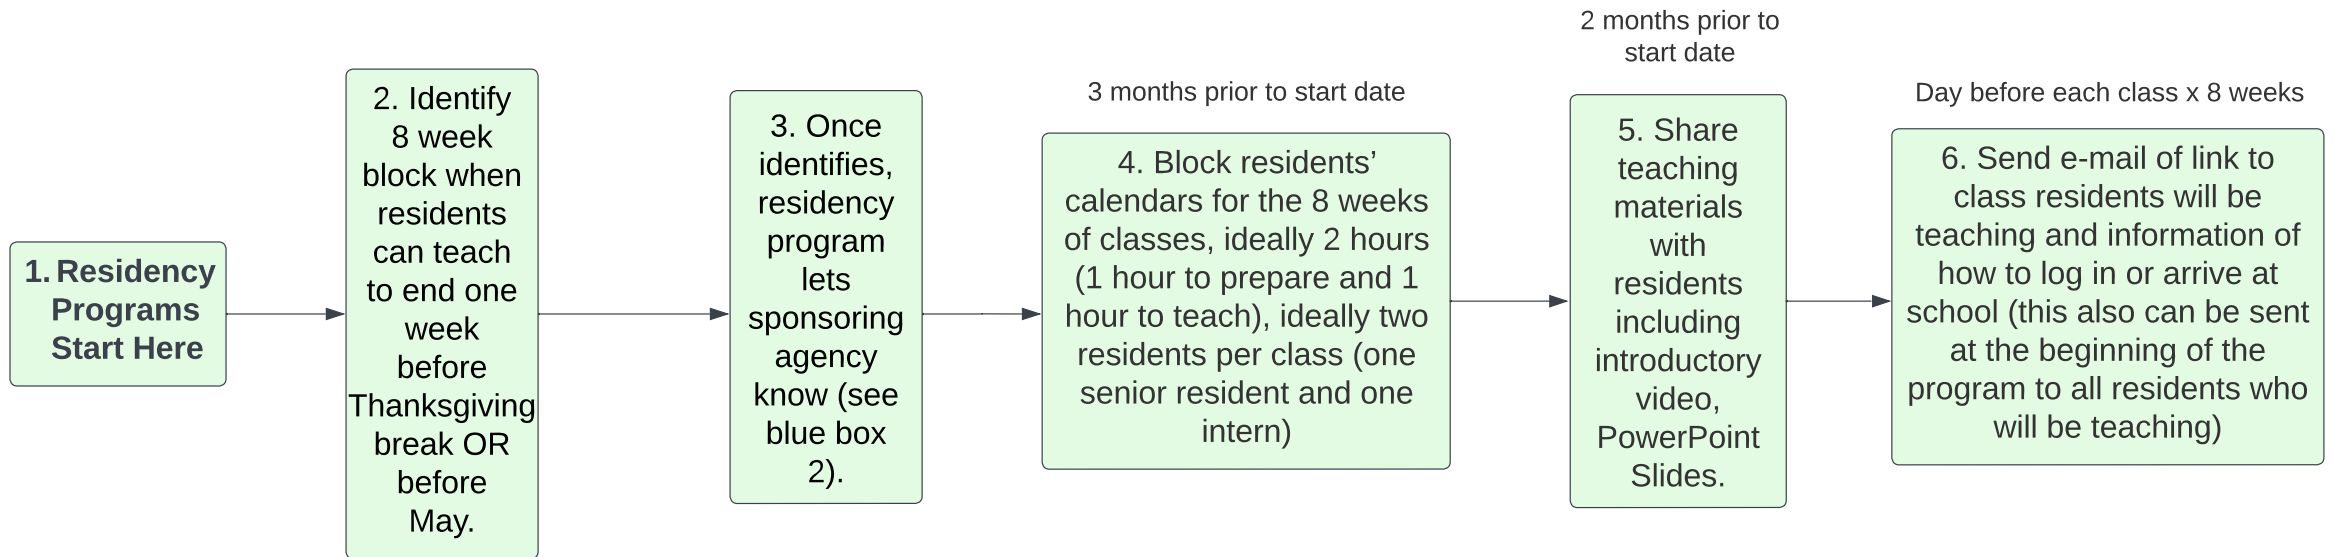 1. Residency
Programs
Start Here
2. Identify
8 week
block when
residents
can teach
to end one
week
before
Thanksgiving
break OR
before
May.
3. Once
identifies,
residency
program
lets
sponsoring
agency
know (see
blue box
2).
3 months prior to start date
4. Block residents’
calendars for the 8 weeks
of classes, ideally 2 hours
(1 hour to prepare and 1
hour to teach), ideally two
residents per class (one
senior resident and one
intern)
2 months prior to
start date
5. Share
teaching
materials
with
residents
including
introductory
video,
PowerPoint
Slides.
Day before each class x 8 weeks
6. Send e-mail of link to
class residents will be
teaching and information of
how to log in or arrive at
school (this also can be sent
at the beginning of the
program to all residents who
will be teaching)